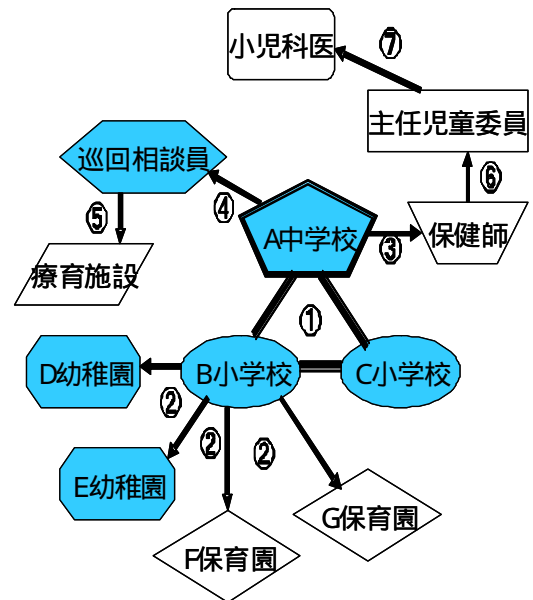 小児科医
⑦
主任児童委員
巡回相談員
⑥
⑤
④
A中学校
③
保健師
療育施設
①
D幼稚園
B小学校
C小学校
②
②
②
E幼稚園
G保育園
F保育園